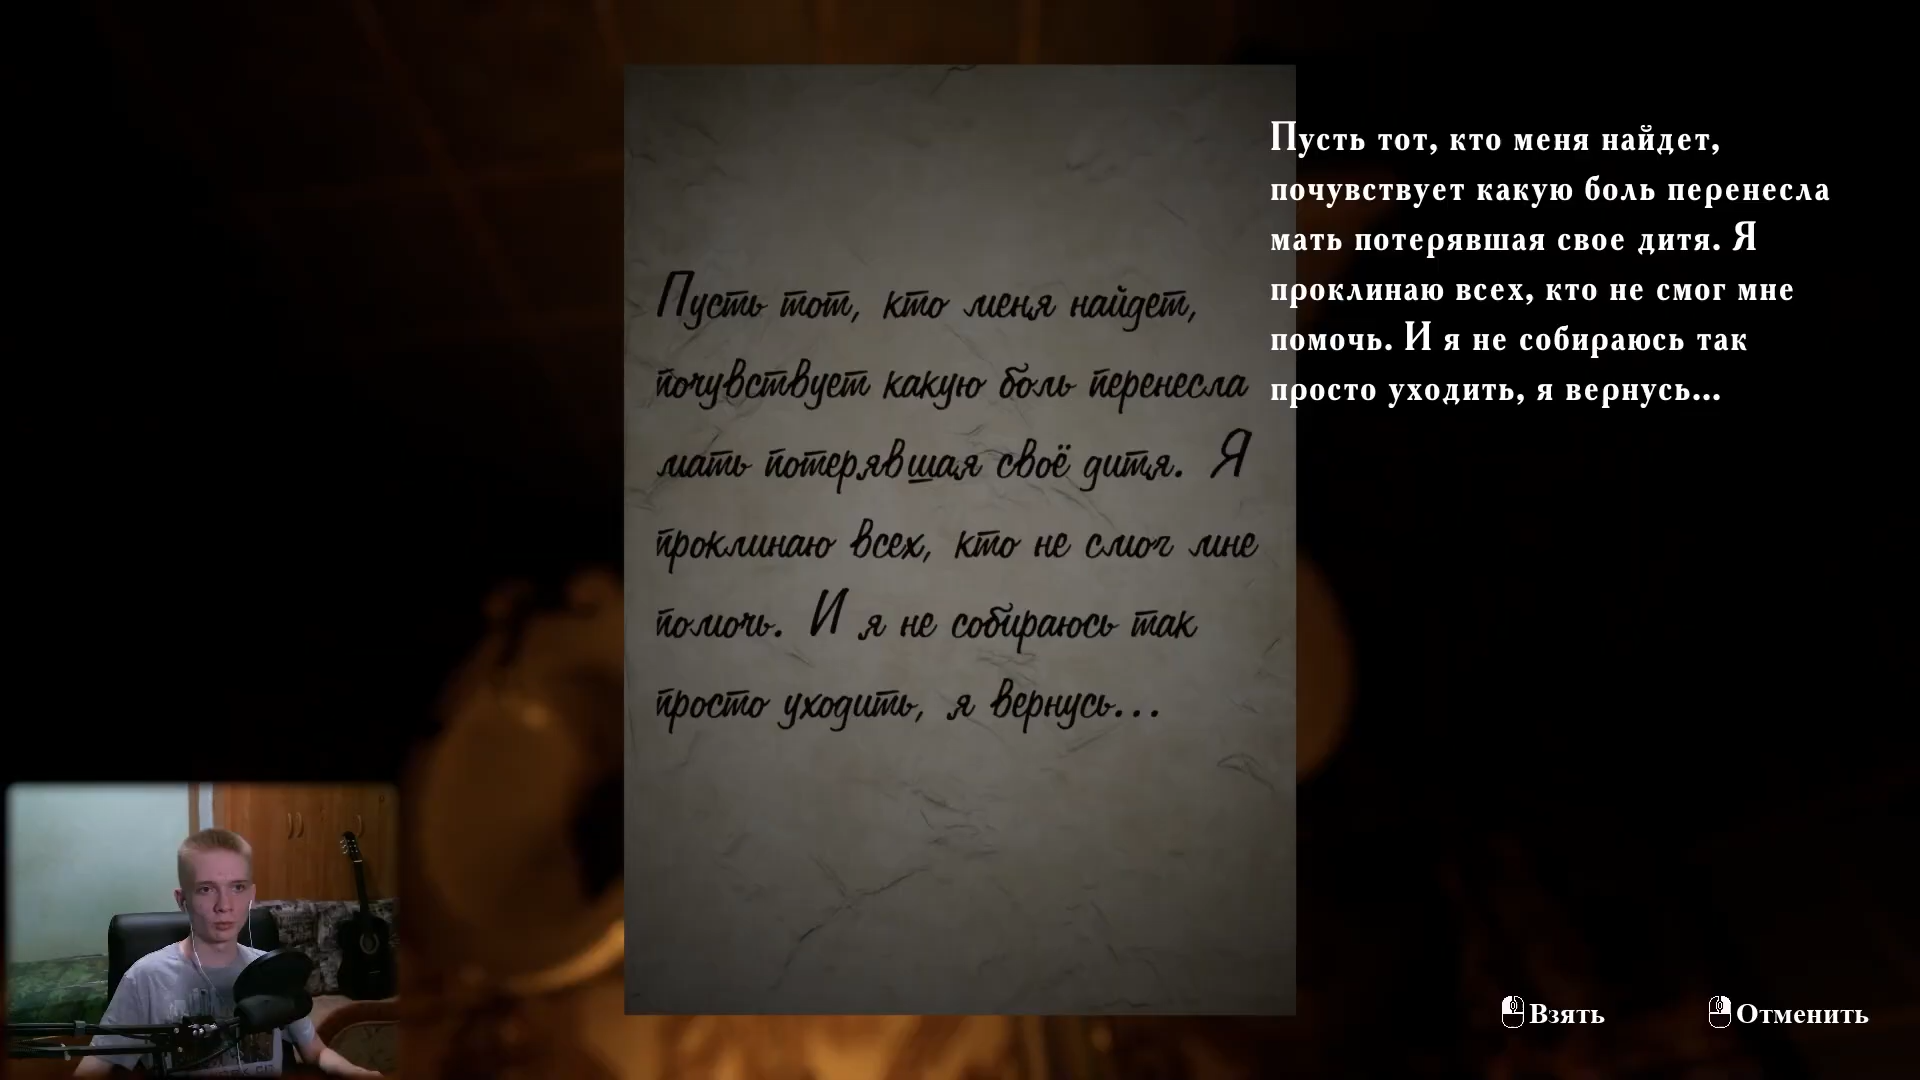 Пусть тот, кто меня найдет,
почувствует какую боль перенесла
мать потерявшая своё дитя. Я
проклинаю всех, кто не смог мне
помочь. И я не собираюсь так
просто уходить, я вернусь...
Пусть тот, кто меня найдет,
почувствует какую боль перенесла
мать потерявшая свое дитя. Я
проклинаю всех, кто не смог мне
помочь. И я не собираюсь так
просто уходить, я вернусь...
Взять
Отменить